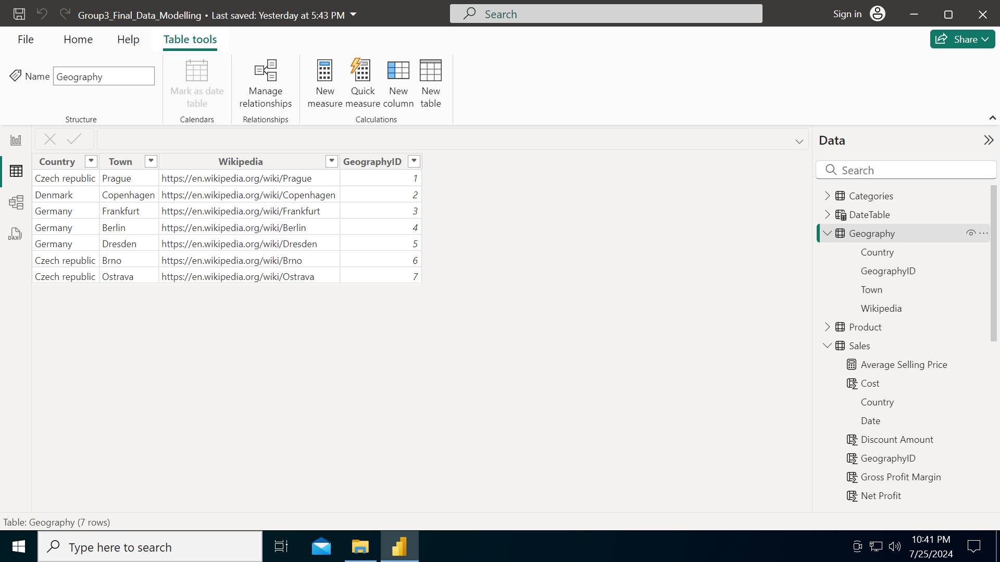 Group3_Final_Data_Modelling • Last saved: Yesterday at 5:43 PM
Search
Sign in
File Home Help Table tools
Share
Name Geography
Mark as date table
Manage relationships
New measure
Quick measure
New column
New table
Structure Calendars Relationships Calculations
Country Town Wikipedia GeographyID
Czech republic Prague https://en.wikipedia.org/wiki/Prague 1
Denmark Copenhagen https://en.wikipedia.org/wiki/Copenhagen 2
Germany Frankfurt https://en.wikipedia.org/wiki/Frankfurt 3
Germany Berlin https://en.wikipedia.org/wiki/Berlin 4
Germany Dresden https://en.wikipedia.org/wiki/Dresden 5
Czech republic Brno https://en.wikipedia.org/wiki/Brno 6
Czech republic Ostrava https://en.wikipedia.org/wiki/Ostrava 7
DAX
Data
Search
Categories
DateTable
Geography
Country
GeographyID
Town
Wikipedia
Product
Sales
Average Selling Price
Cost
Country
Date
Discount Amount
GeographyID
Gross Profit Margin
Net Profit
Table: Geography (7 rows)
Type here to search
10:41 PM
7/25/2024